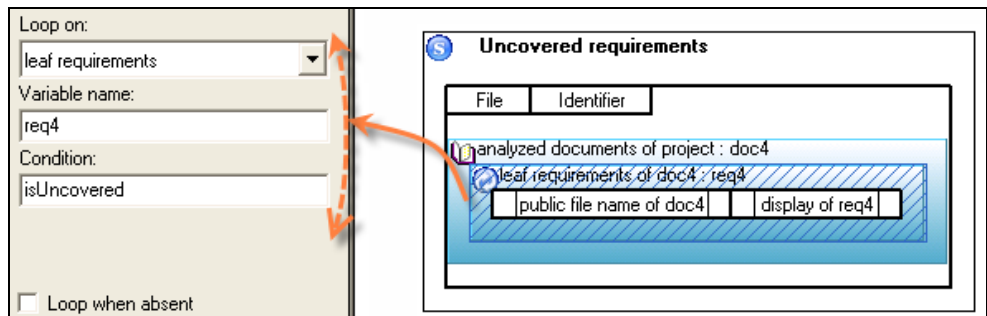 Loop on:
leaf requirements
Variable name:
req4
Condition:
isUncovered
Loop when absent
S Uncovered requirements
File Identifier
analyzed documents of project : doc4
leaf requirements of doc4 : req4
public file name of doc4 display of req4